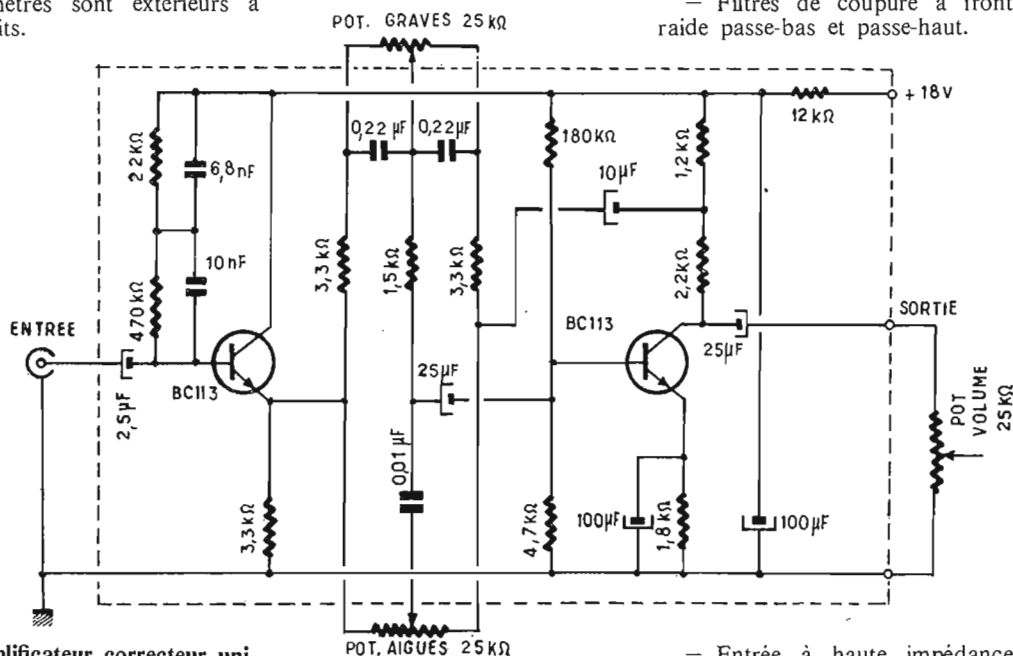 mètres sont extérieurs à
its.
— Filtres de coupure à front
raide passe-bas et passe-haut.
POT. GRAVES 25 kΩ
+ 18V
12 kΩ
0,22 µF
0,22 µF
180 kΩ
1,2 kΩ
2 2 kΩ
6,8 nF
10 µF
10 nF
470 kΩ
3,3 kΩ
1,5 kΩ
3,3 kΩ
2,2 kΩ
ENTREE
BC113
SORTIE
25 µF
2,5 µF
BC113
25 µF
POT VOLUME 25 KΩ
0,01 µF
3,3 kΩ
4,7 KΩ
100 µF
1,8 kΩ
100 µF
POT. AIGUES 25 kΩ
plificateur correcteur uni-
— Entrée à haute impédance